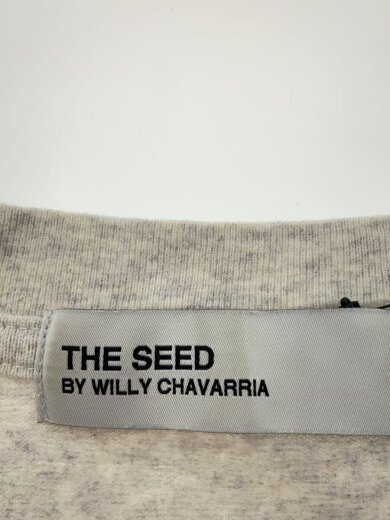 THE SEED
BY WILLY CHAVARRIA